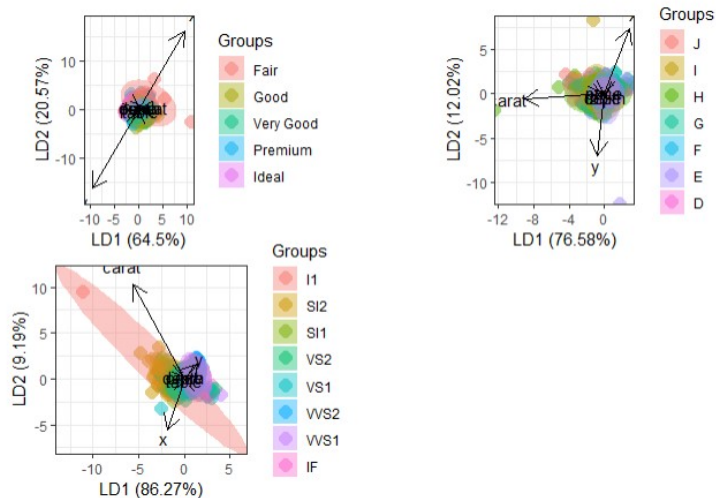 LD2 (20.57%)
10
0
-10
-10
-5
0
5
10
LD1 (64.5%)
Groups
Fair
Good
Very Good
Premium
Ideal
LD2 (12.02%)
5
0
-5
-10
arat
y
-12
-8
-4
0
LD1 (76.58%)
Groups
J
I
H
G
F
E
D
LD2 (9.19%)
10
5
0
-5
carat
y
x
-10
-5
0
5
LD1 (86.27%)
Groups
I1
SI2
SI1
VS2
VS1
VVS2
VVS1
IF